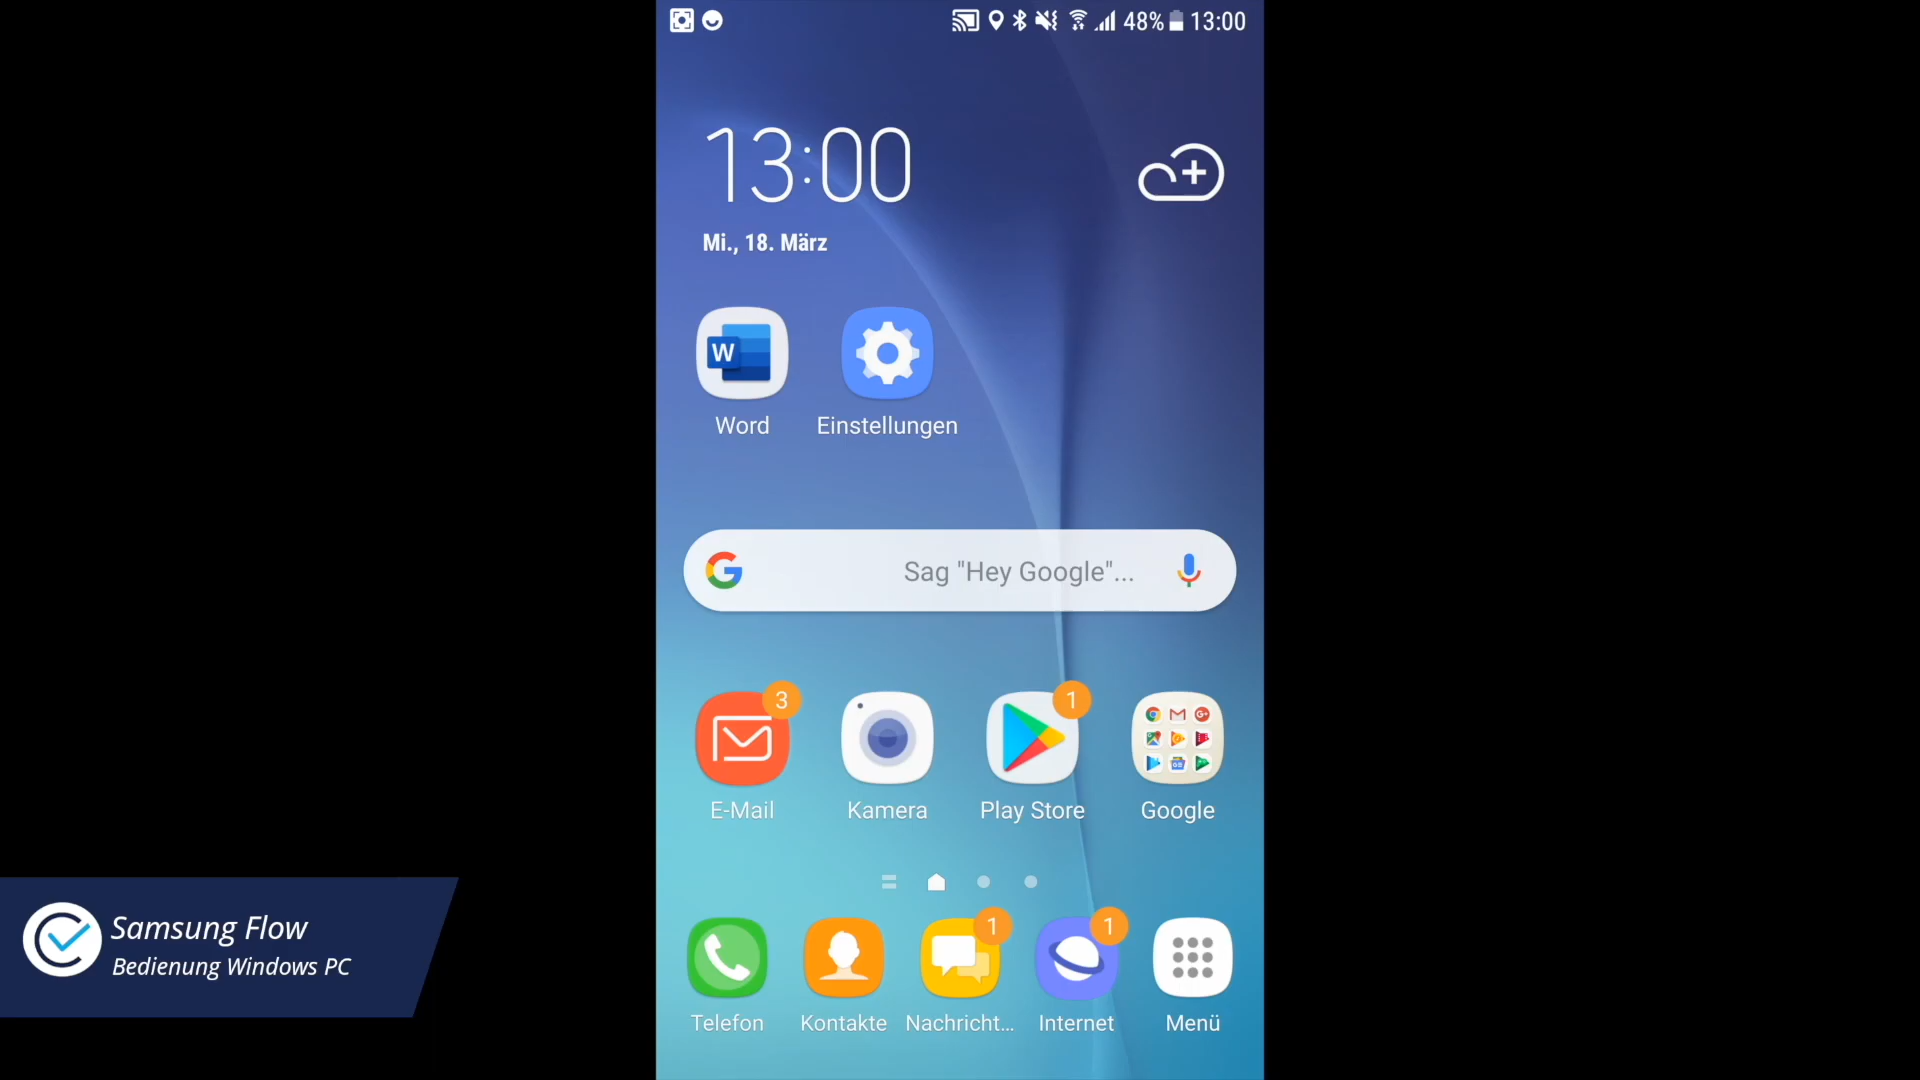 48% 13:00
13:00
Mi., 18. März
W
Word Einstellungen
G Sag "Hey Google"...
3 1
E-Mail Kamera Play Store Google
1 1
Telefon Kontakte Nachricht... Internet Menü
Samsung Flow
Bedienung Windows PC